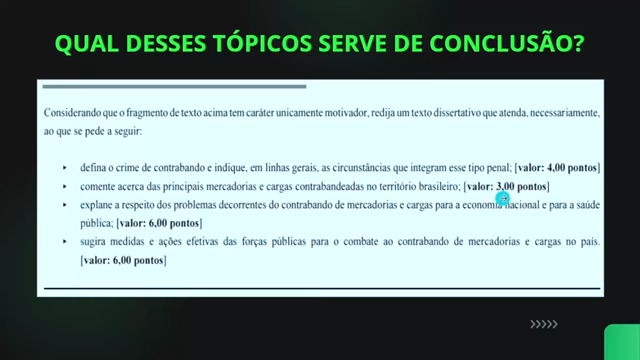 QUAL DESSES TÓPICOS SERVE DE CONCLUSÃO?
Considerando que o fragmento de texto acima tem caráter unicamente motivador, redija um texto dissertativo que atenda, necessariamente,
ao que se pede a seguir:
‣ defina o crime de contrabando e indique, em linhas gerais, as circunstâncias que integram esse tipo penal; [valor: 4,00 pontos]
‣ comente acerca das principais mercadorias e cargas contrabandeadas no território brasileiro; [valor: 3,00 pontos]
‣ explane a respeito dos problemas decorrentes do contrabando de mercadorias e cargas para a economia nacional e para a saúde
pública; [valor: 6,00 pontos]
‣ sugira medidas e ações efetivas das forças públicas para o combate ao contrabando de mercadorias e cargas no país.
[valor: 6,00 pontos]